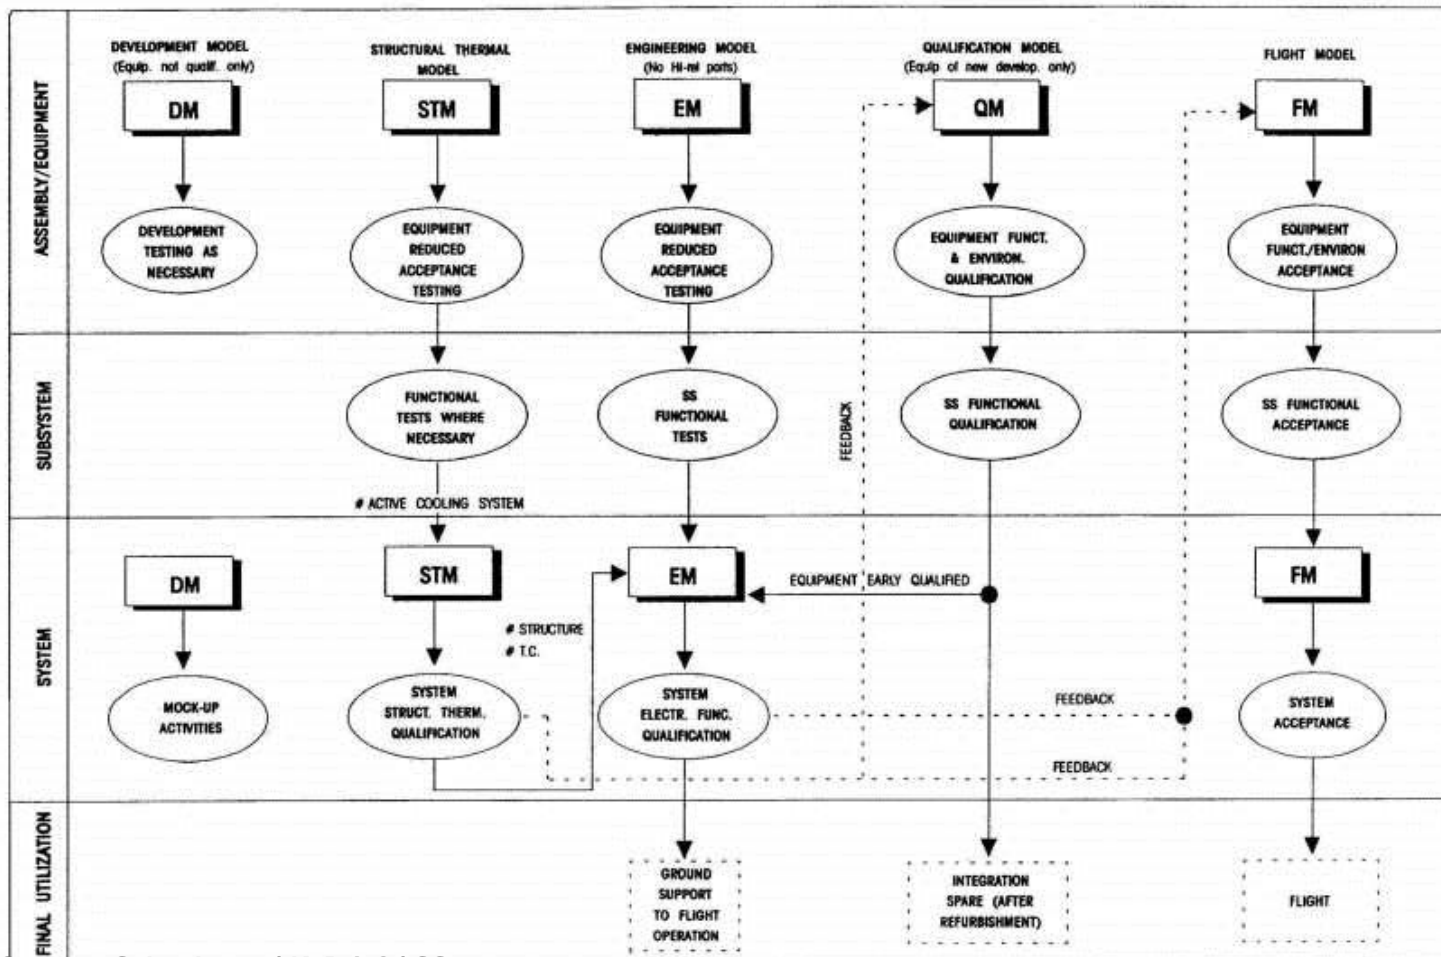 DEVELOPMENT MODEL
(Equip. not qualif. only)
STRUCTURAL THERMAL
MODEL
ENGINEERING MODEL
(No Hi-rel parts)
QUALIFICATION MODEL
(Equip of new develop. only)
FLIGHT MODEL
ASSEMBLY/EQUIPMENT
DM
STM
EM
QM
FM
DEVELOPMENT
TESTING AS
NECESSARY
EQUIPMENT
REDUCED
ACCEPTANCE
TESTING
EQUIPMENT
REDUCED
ACCEPTANCE
TESTING
EQUIPMENT FUNCT.
& ENVIRON.
QUALIFICATION
EQUIPMENT
FUNCT./ENVIRON
ACCEPTANCE
SUBSYSTEM
FUNCTIONAL
TESTS WHERE
NECESSARY
SS
FUNCTIONAL
TESTS
FEEDBACK
SS FUNCTIONAL
QUALIFICATION
SS FUNCTIONAL
ACCEPTANCE
# ACTIVE COOLING SYSTEM
SYSTEM
DM
STM
EM
EQUIPMENT EARLY QUALIFIED
FM
# STRUCTURE
# T.C.
MOCK-UP
ACTIVITIES
SYSTEM
STRUCT. THERM.
QUALIFICATION
SYSTEM
ELECTR. FUNC.
QUALIFICATION
FEEDBACK
SYSTEM
ACCEPTANCE
FEEDBACK
FINAL UTILIZATION
GROUND
SUPPORT
TO FLIGHT
OPERATION
INTEGRATION
SPARE (AFTER
REFURBISHMENT)
FLIGHT